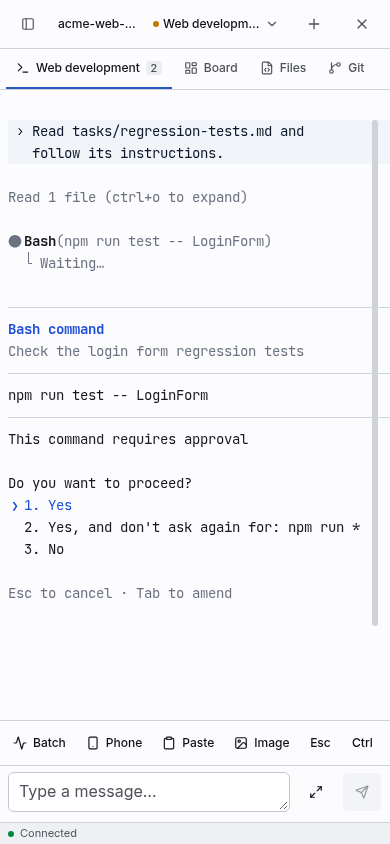 acme-web-... Web developm...
Web development 2 Board Files Git
› Read tasks/regression-tests.md and
follow its instructions.
Read 1 file (ctrl+o to expand)
Bash(npm run test -- LoginForm)
└ Waiting…
Bash command
Check the login form regression tests
npm run test -- LoginForm
This command requires approval
Do you want to proceed?
❯ 1. Yes
2. Yes, and don't ask again for: npm run *
3. No
Esc to cancel · Tab to amend
Batch Phone Paste Image Esc Ctrl
Type a message...
Connected